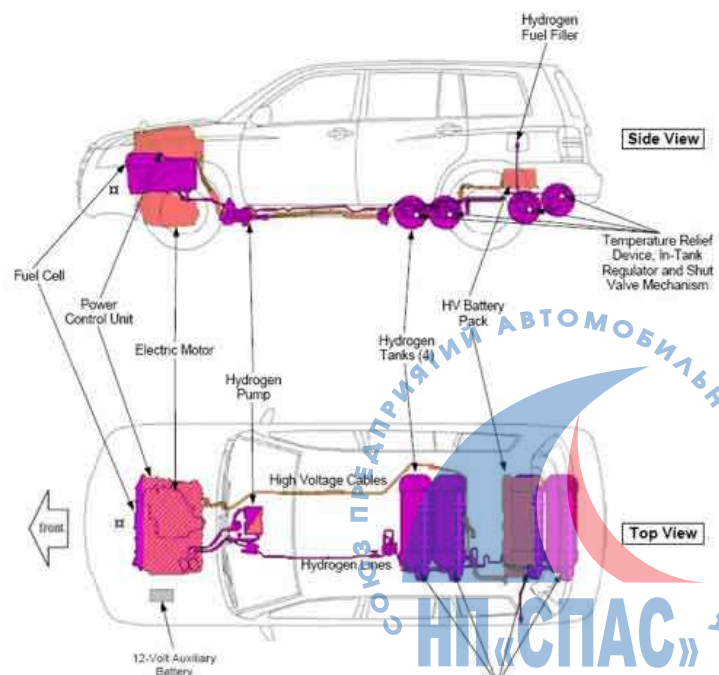 Hydrogen
Fuel Filler
Side View
Temperature Relief
Device, In-Tank
Regulator and Shut
Valve Mechanism
Fuel Cell
Power
Control Unit
Electric Motor
Hydrogen
Pump
Hydrogen
Tanks (4)
HV Battery
Pack
СОЮЗ ПРЕДПРИЯТИЙ АВТОМОБИЛЬН
High Voltage Cables
front
Top View
Hydrogen Lines
12-Volt Auxiliary
Battery
НП «СПАС»